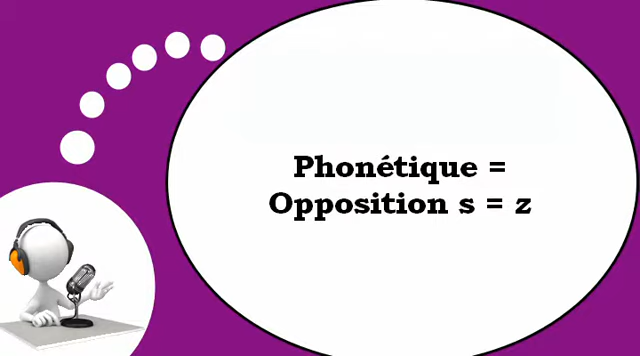 Phonétique =
Opposition s = z